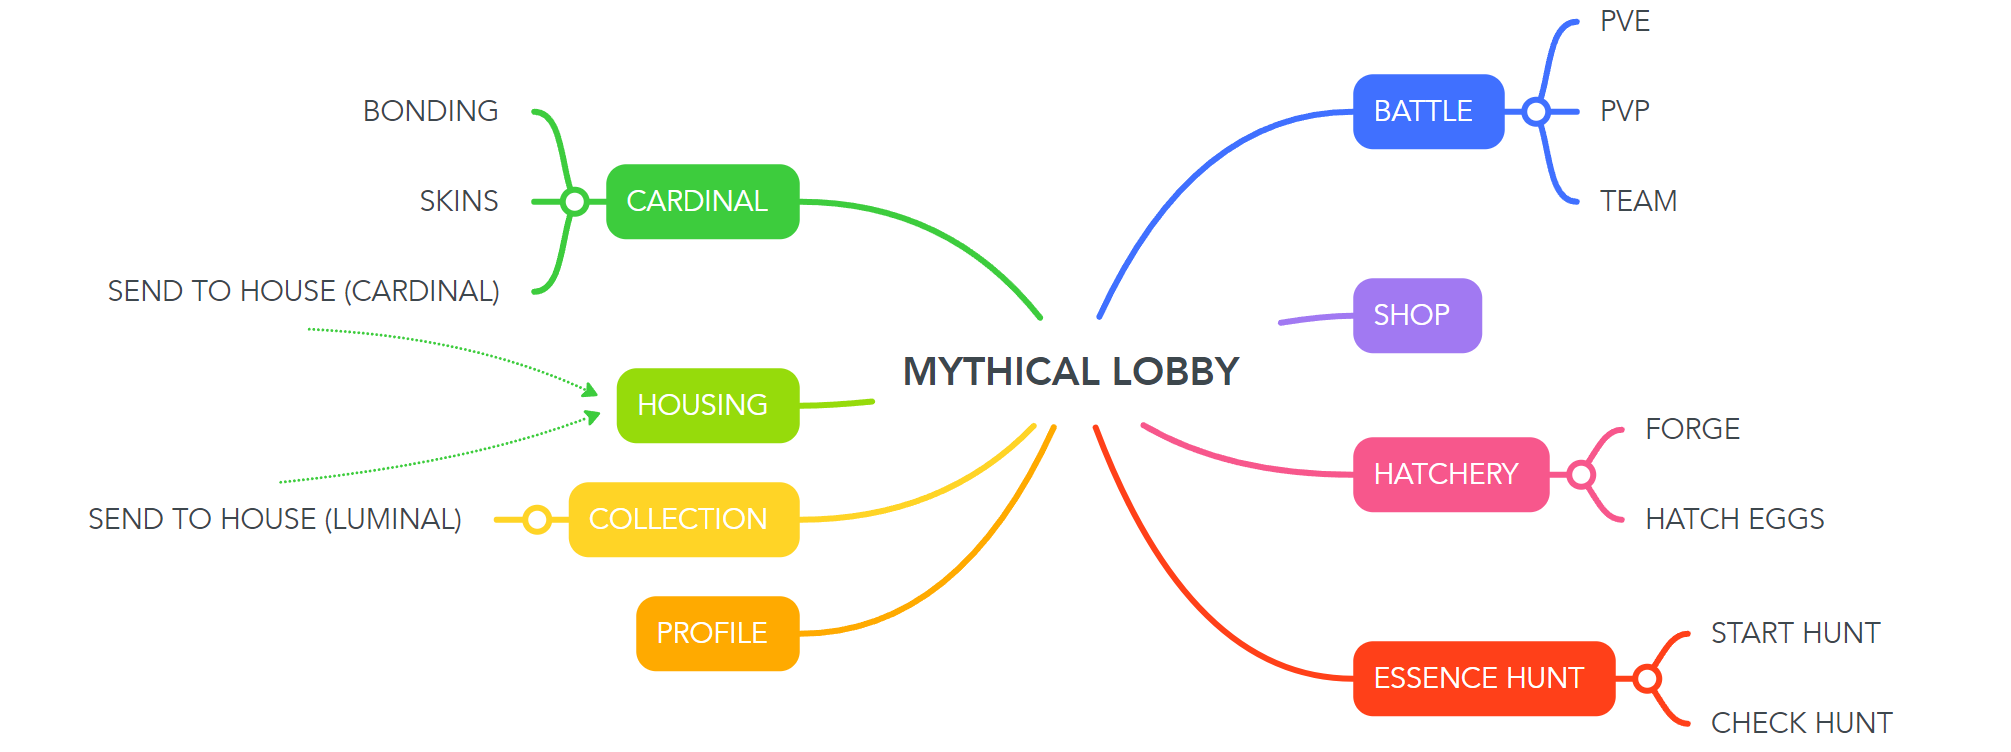 PVE
BONDING
BATTLE
PVP
SKINS
CARDINAL
TEAM
SEND TO HOUSE (CARDINAL)
SHOP
MYTHICAL LOBBY
HOUSING
FORGE
HATCHERY
SEND TO HOUSE (LUMINAL)
COLLECTION
HATCH EGGS
PROFILE
START HUNT
ESSENCE HUNT
CHECK HUNT